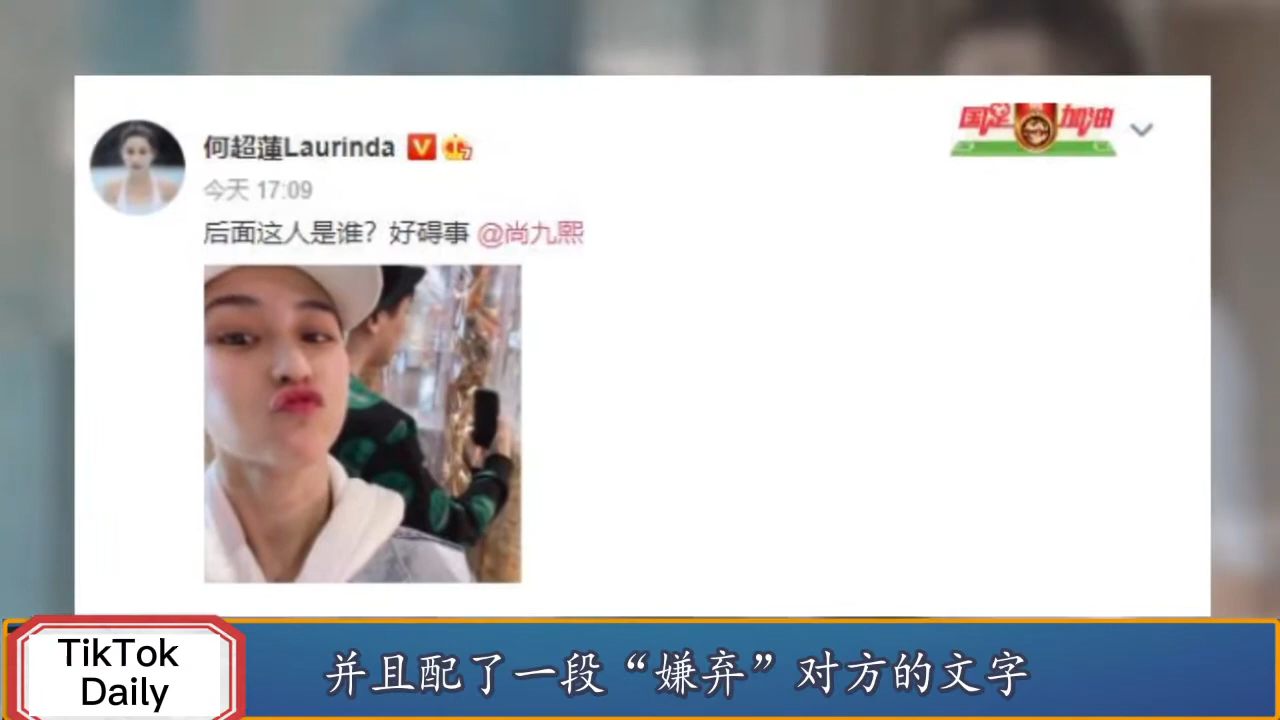 何超蓮Laurinda
国足 加油
今天 17:09
后面这人是谁？好碍事 @尚九熙
TikTok
Daily
并且配了一段“嫌弃”对方的文字